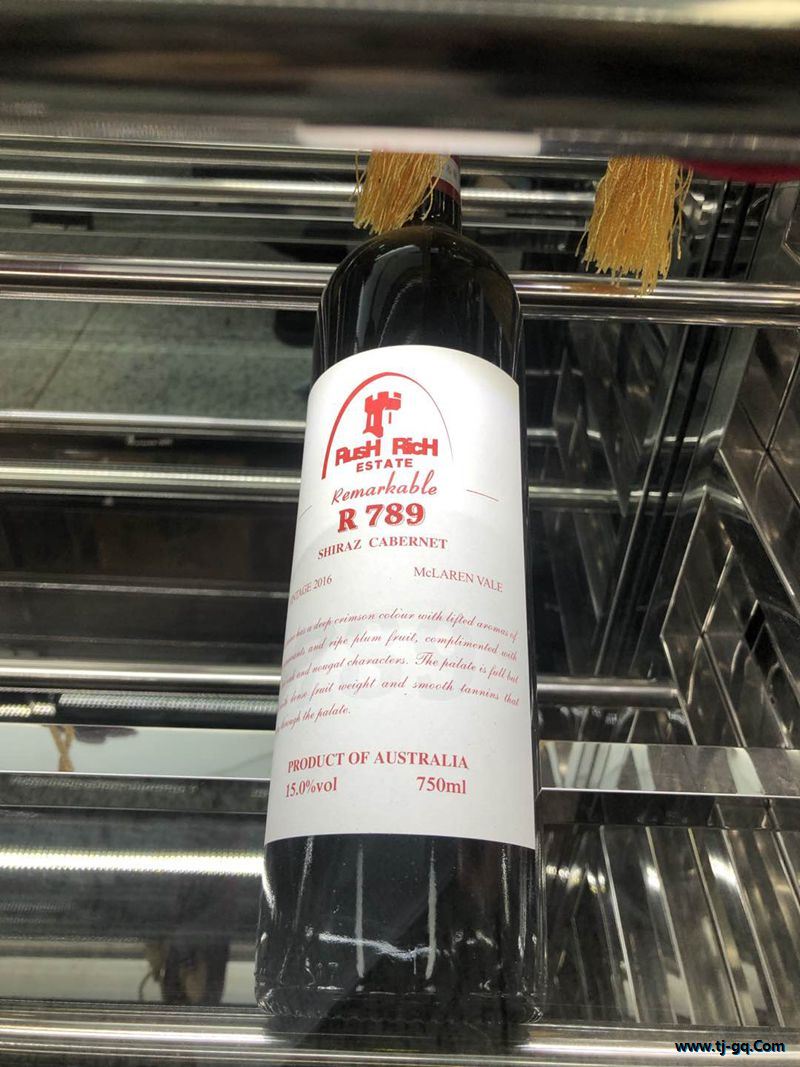 RusH RicH
ESTATE
Remarkable
R 789
SHIRAZ CABERNET
2016 McLAREN VALE
has a deep crimson colour with lifted aromas of
and ripe plum fruit, complimented with
and nougat characters. The palate is full but
fruit weight and smooth tannins that
through the palate.
PRODUCT OF AUSTRALIA
15.0%vol 750ml
www.tj-gq.Com